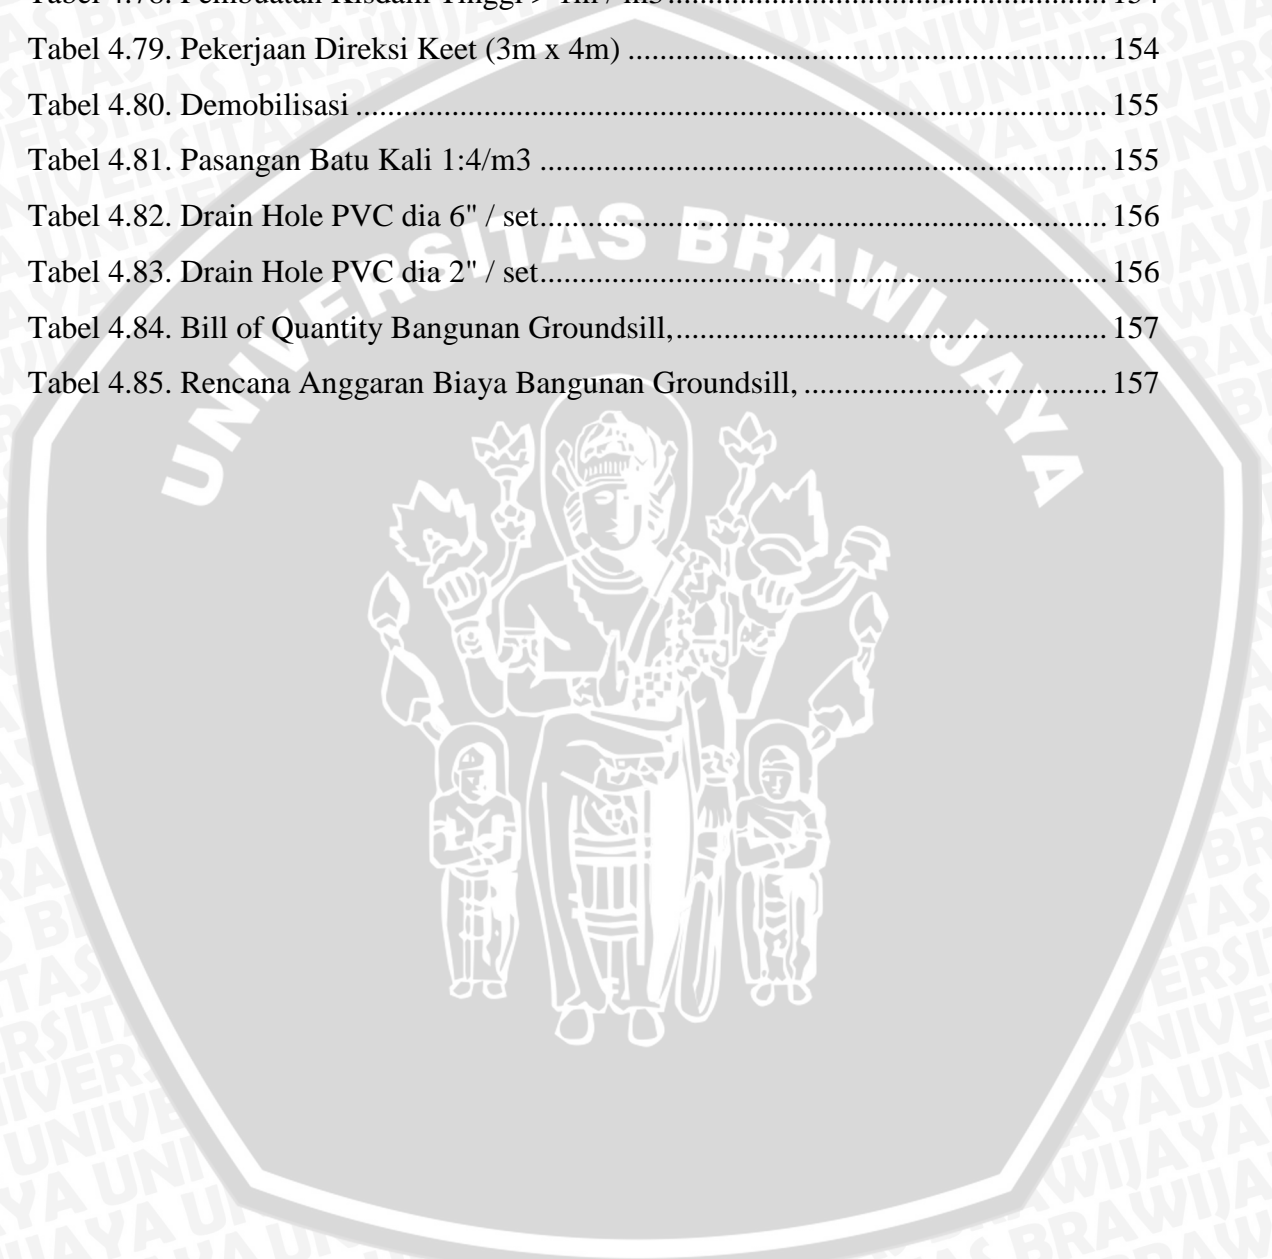 Tabel 4.79. Pekerjaan Direksi Keet (3m x 4m) .......................................................... 154
Tabel 4.80. Demobilisasi ............................................................................................. 155
Tabel 4.81. Pasangan Batu Kali 1:4/m3 ..................................................................... 155
Tabel 4.82. Drain Hole PVC dia 6" / set..................................................................... 156
Tabel 4.83. Drain Hole PVC dia 2" / set..................................................................... 156
Tabel 4.84. Bill of Quantity Bangunan Groundsill,.................................................... 157
Tabel 4.85. Rencana Anggaran Biaya Bangunan Groundsill, .................................... 157
UNIVERSITAS BRAWIJAYA